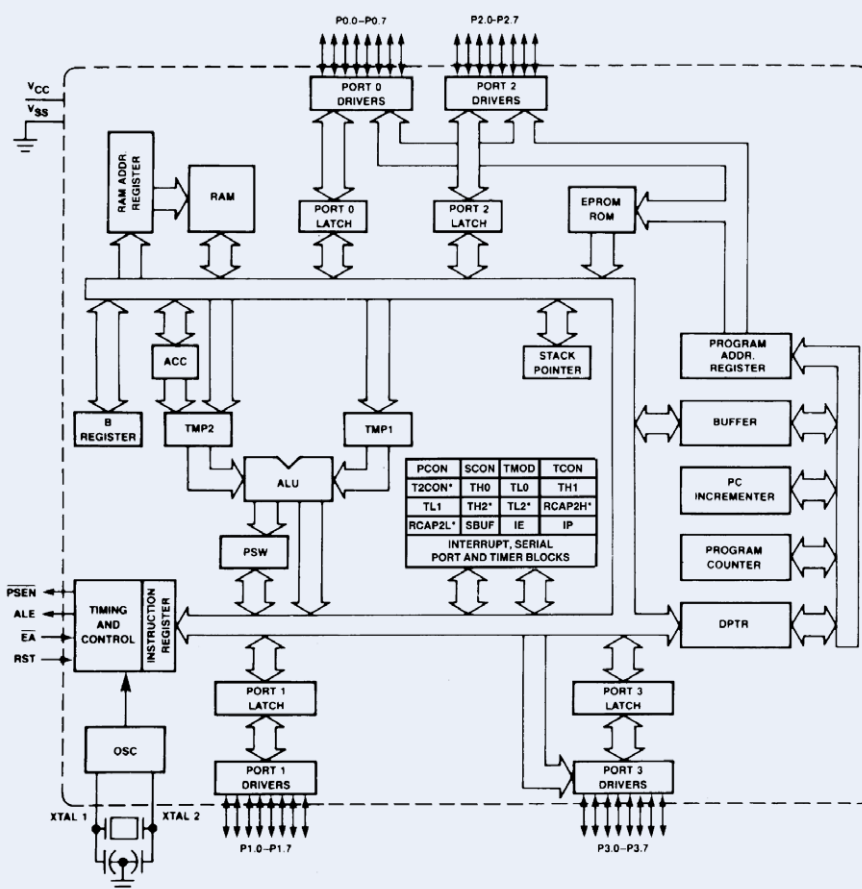 P0.0–P0.7
P2.0–P2.7
VCC
VSS
PORT 0
DRIVERS
PORT 2
DRIVERS
RAM ADDR.
REGISTER
RAM
PORT 0
LATCH
PORT 2
LATCH
EPROM
ROM
ACC
STACK
POINTER
PROGRAM
ADDR.
REGISTER
B
REGISTER
TMP2
TMP1
BUFFER
ALU
PCON SCON TMOD TCON
T2CON* TH0 TL0 TH1
TL1 TH2* TL2* RCAP2H*
RCAP2L* SBUF IE IP
INTERRUPT, SERIAL
PORT AND TIMER BLOCKS
PC
INCREMENTER
PSW
PROGRAM
COUNTER
PSEN
ALE
EA
RST
TIMING
AND
CONTROL
INSTRUCTION
REGISTER
DPTR
PORT 1
LATCH
PORT 3
LATCH
OSC
PORT 1
DRIVERS
PORT 3
DRIVERS
XTAL 1
XTAL 2
P1.0–P1.7
P3.0–P3.7